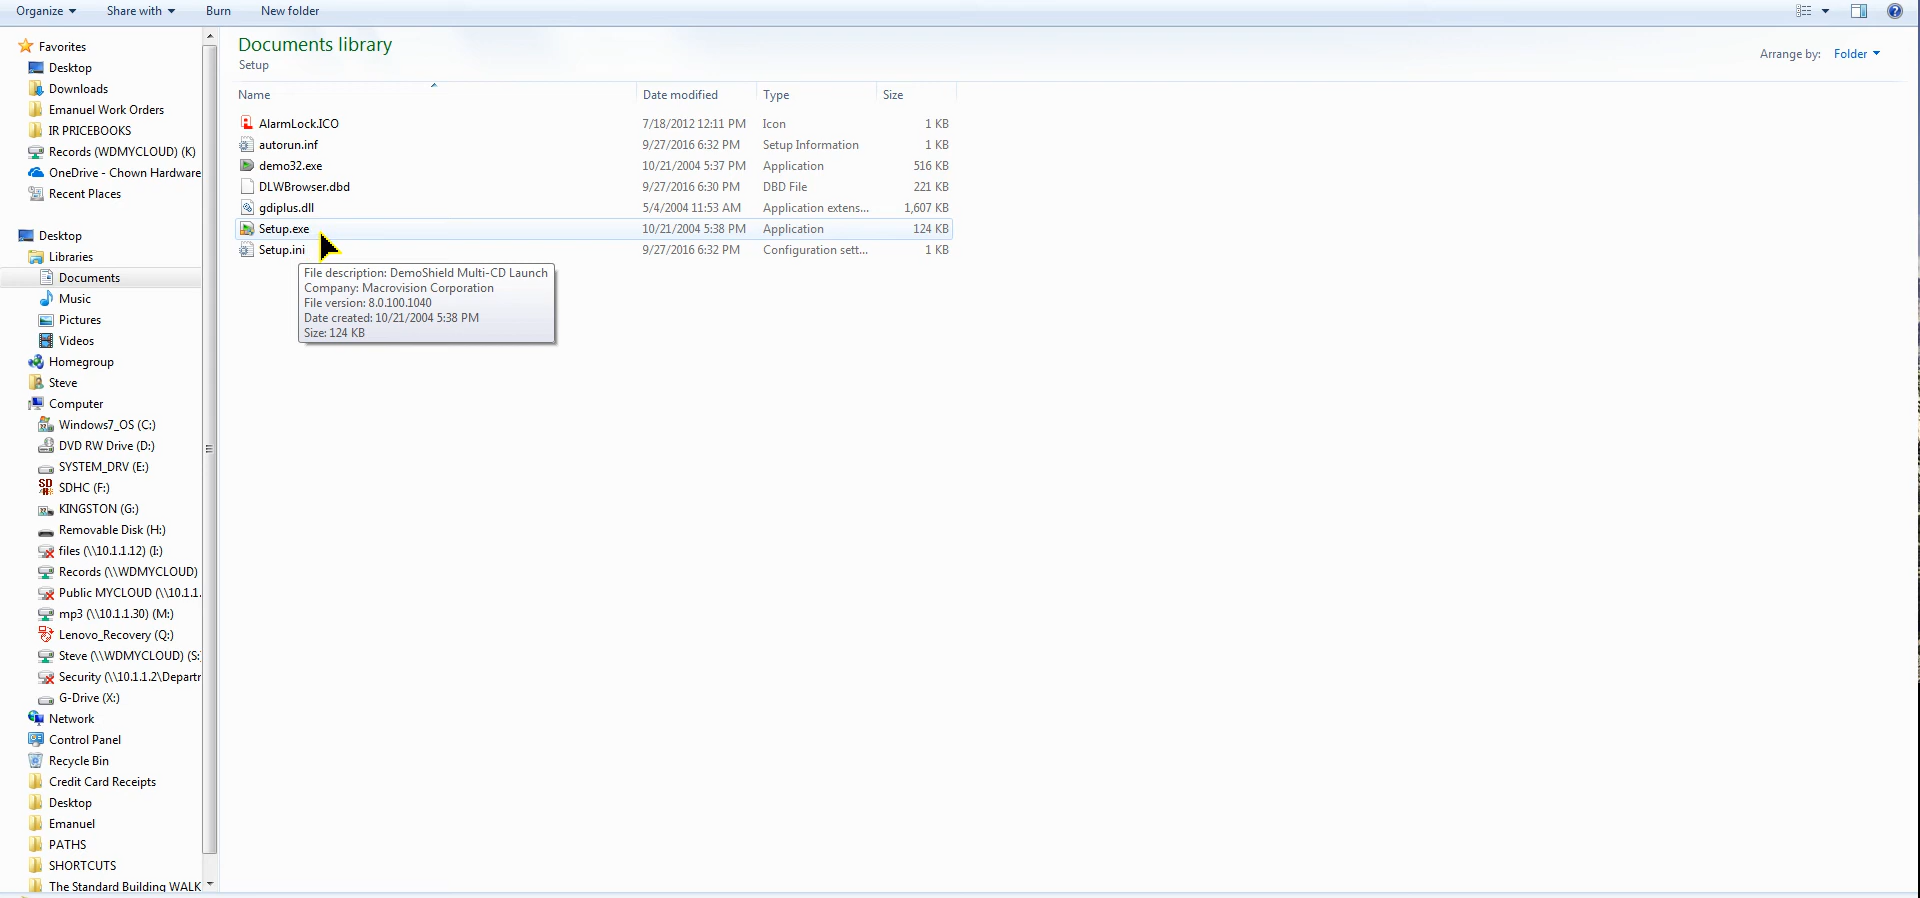 Organize Share with Burn New folder
Favorites
Desktop
Downloads
Emanuel Work Orders
IR PRICEBOOKS
Records (WDMYCLOUD) (K)
OneDrive - Chown Hardware
Recent Places
Desktop
Libraries
Documents
Music
Pictures
Videos
Homegroup
Steve
Computer
Windows7_OS (C:)
DVD RW Drive (D:)
SYSTEM_DRV (E:)
SDHC (F:)
KINGSTON (G:)
Removable Disk (H:)
files (\\10.1.1.12) (I:)
Records (\\WDMYCLOUD)
Public MYCLOUD (\\10.1.1.
mp3 (\\10.1.1.30) (M:)
Lenovo_Recovery (Q:)
Steve (\\WDMYCLOUD) (S:
Security (\\10.1.1.2\Departr
G-Drive (X:)
Network
Control Panel
Recycle Bin
Credit Card Receipts
Desktop
Emanuel
PATHS
SHORTCUTS
The Standard Building WALK
Documents library
Setup
Arrange by: Folder
Name Date modified Type Size
AlarmLock.ICO 7/18/2012 12:11 PM Icon 1 KB
autorun.inf 9/27/2016 6:32 PM Setup Information 1 KB
demo32.exe 10/21/2004 5:37 PM Application 516 KB
DLWBrowser.dbd 9/27/2016 6:30 PM DBD File 221 KB
gdiplus.dll 5/4/2004 11:53 AM Application extens... 1,607 KB
Setup.exe 10/21/2004 5:38 PM Application 124 KB
Setup.ini 9/27/2016 6:32 PM Configuration sett... 1 KB
File description: DemoShield Multi-CD Launch
Company: Macrovision Corporation
File version: 8.0.100.1040
Date created: 10/21/2004 5:38 PM
Size: 124 KB